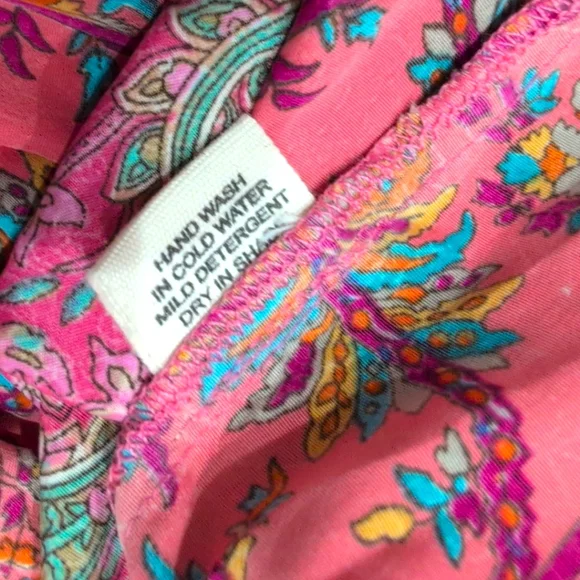 HAND WASH
IN COLD WATER
MILD DETERGENT
DRY IN